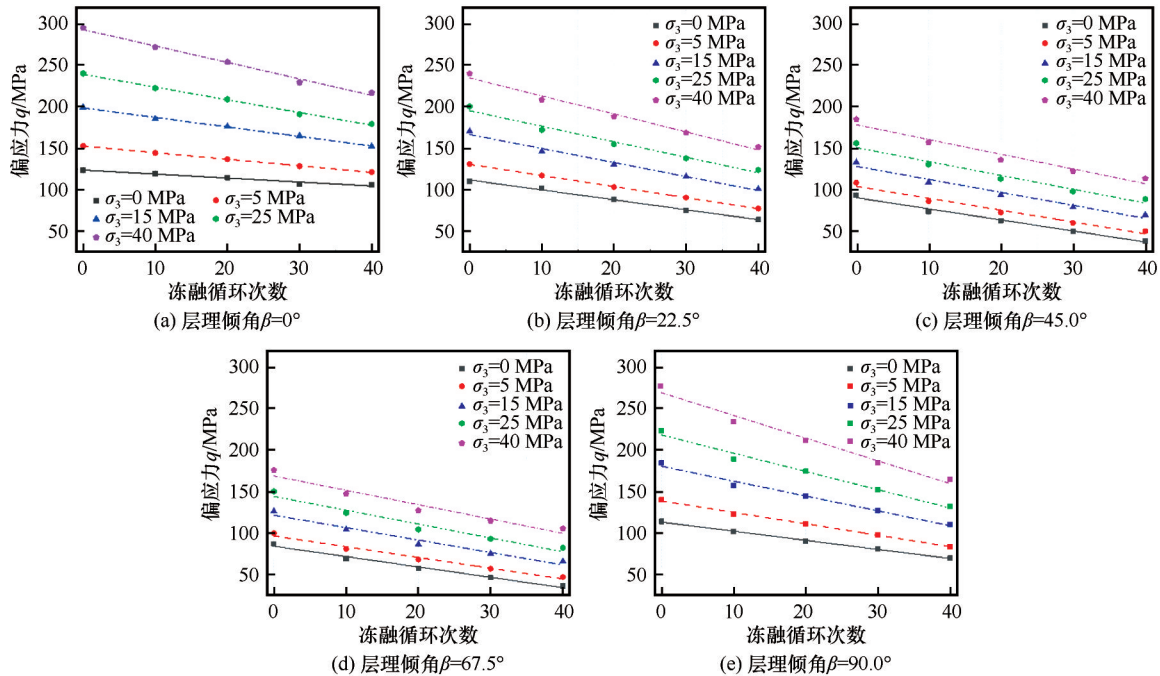 300
250
200
150
100
50
偏应力q/MPa
σ₃=0 MPa σ₃=5 MPa
σ₃=15 MPa σ₃=25 MPa
σ₃=40 MPa
0 10 20 30 40
冻融循环次数
(a) 层理倾角β=0°
300
250
200
150
100
50
偏应力q/MPa
σ₃=0 MPa
σ₃=5 MPa
σ₃=15 MPa
σ₃=25 MPa
σ₃=40 MPa
0 10 20 30 40
冻融循环次数
(b) 层理倾角β=22.5°
300
250
200
150
100
50
偏应力q/MPa
σ₃=0 MPa
σ₃=5 MPa
σ₃=15 MPa
σ₃=25 MPa
σ₃=40 MPa
0 10 20 30 40
冻融循环次数
(c) 层理倾角β=45.0°
300
250
200
150
100
50
偏应力q/MPa
σ₃=0 MPa
σ₃=5 MPa
σ₃=15 MPa
σ₃=25 MPa
σ₃=40 MPa
0 10 20 30 40
冻融循环次数
(d) 层理倾角β=67.5°
300
250
200
150
100
50
偏应力q/MPa
σ₃=0 MPa
σ₃=5 MPa
σ₃=15 MPa
σ₃=25 MPa
σ₃=40 MPa
0 10 20 30 40
冻融循环次数
(e) 层理倾角β=90.0°